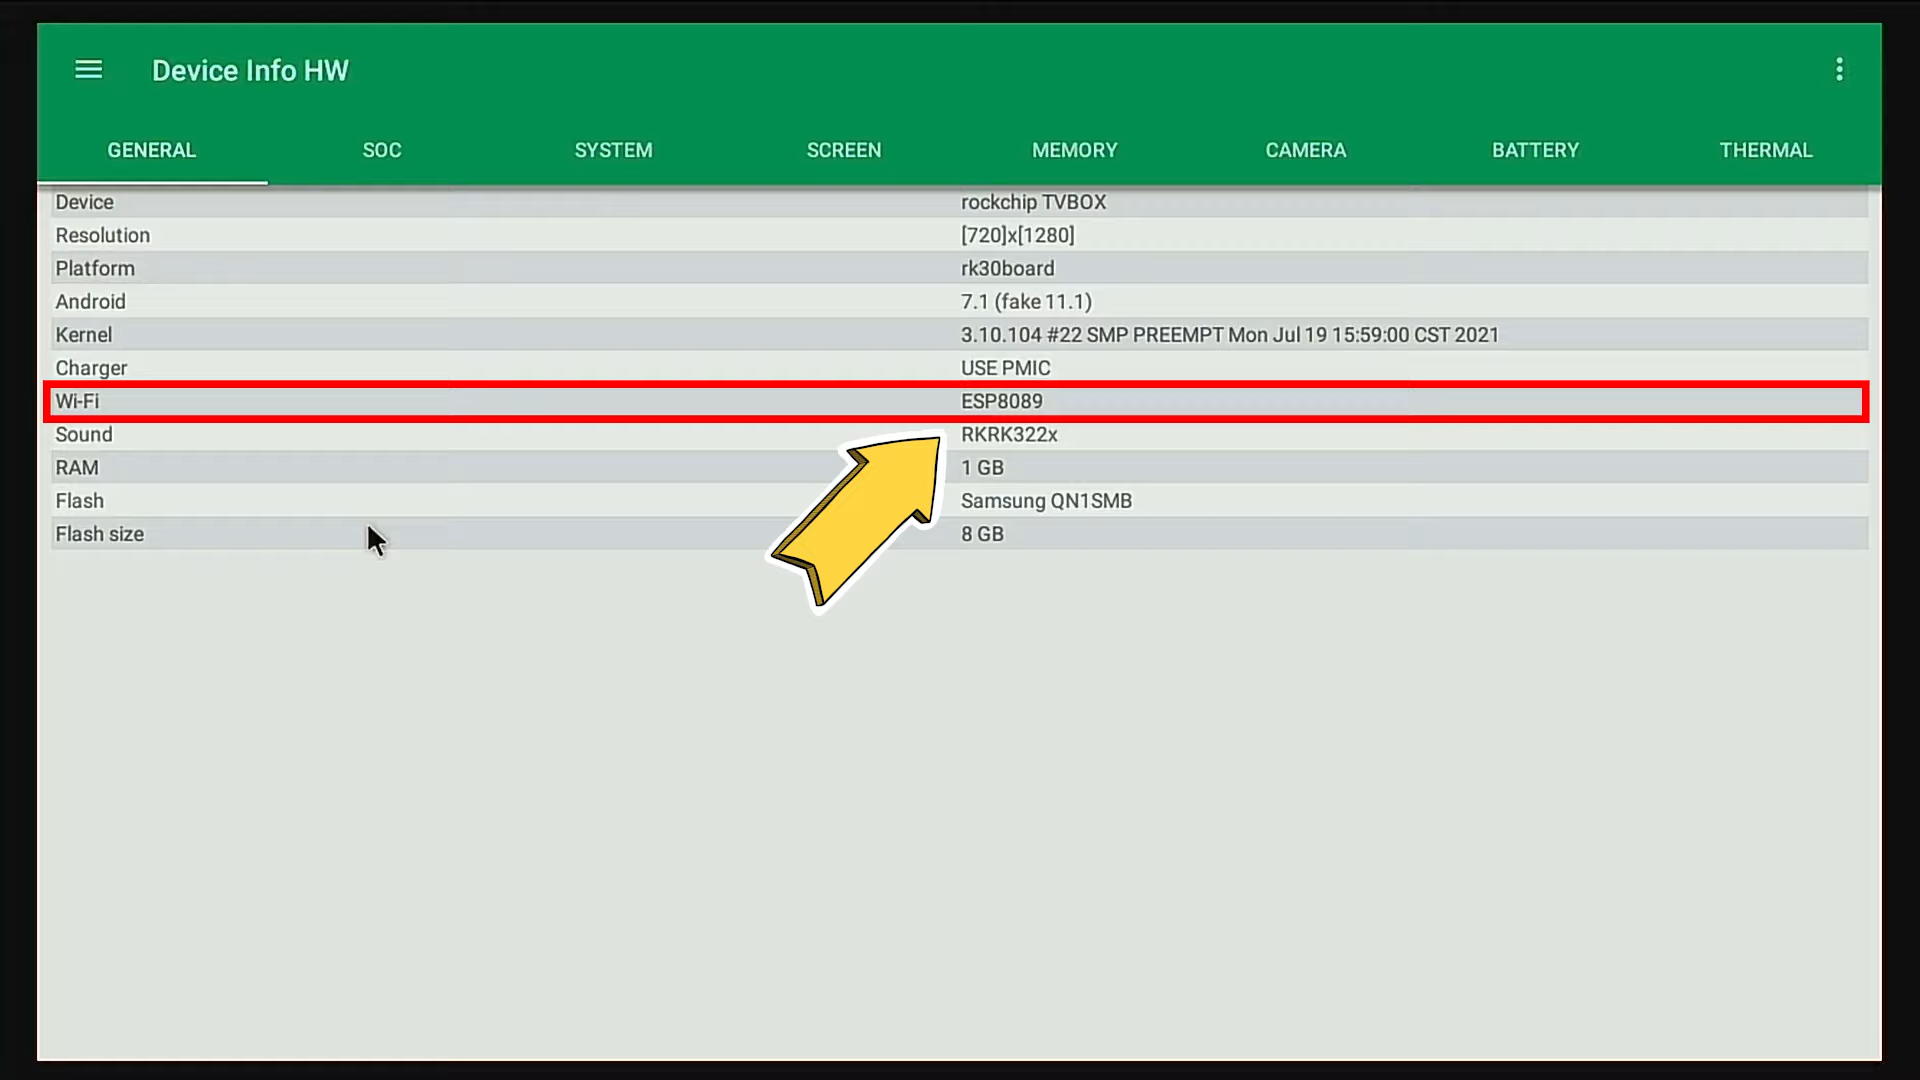 Device Info HW
GENERAL SOC SYSTEM SCREEN MEMORY CAMERA BATTERY THERMAL
Device rockchip TVBOX
Resolution [720]x[1280]
Platform rk30board
Android 7.1 (fake 11.1)
Kernel 3.10.104 #22 SMP PREEMPT Mon Jul 19 15:59:00 CST 2021
Charger USE PMIC
Wi-Fi ESP8089
Sound RKRK322x
RAM 1 GB
Flash Samsung QN1SMB
Flash size 8 GB